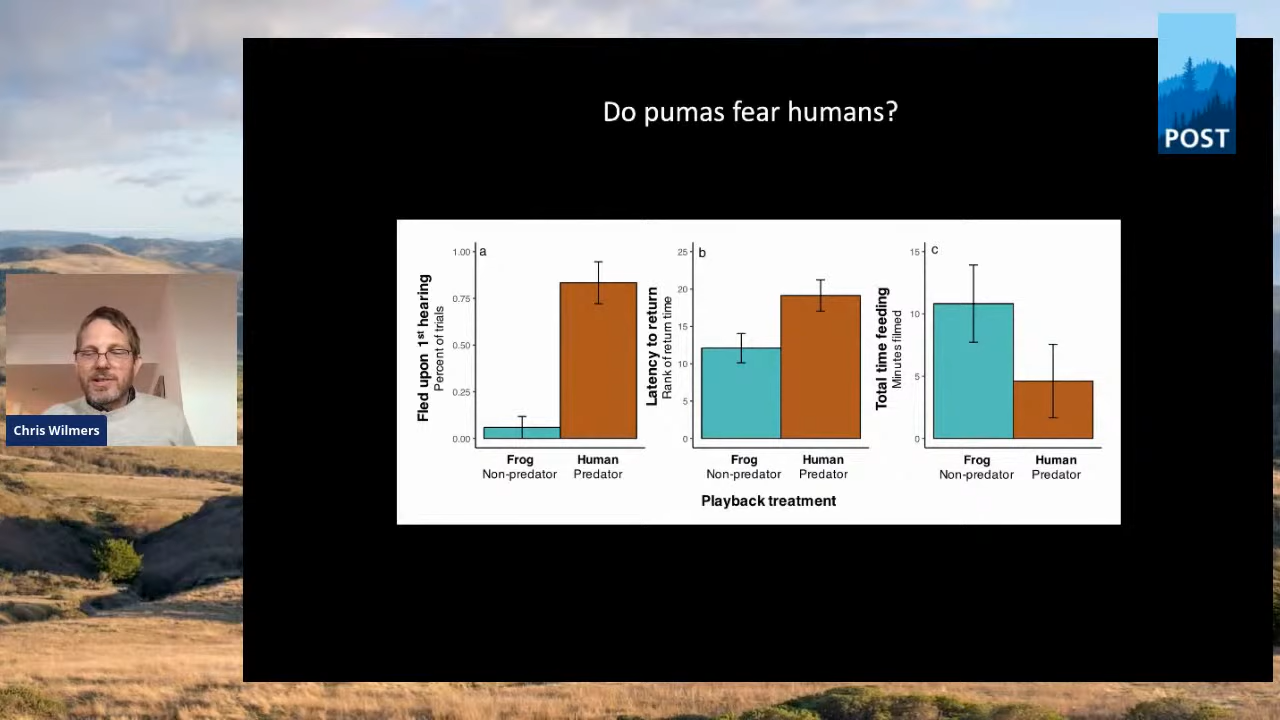 POST
Do pumas fear humans?
Chris Wilmers
a
Fled upon 1st hearing
Percent of trials
1.00
0.75
0.50
0.25
0.00
Frog
Non-predator
Human
Predator
b
Latency to return
Rank of return time
25
20
15
10
5
0
Frog
Non-predator
Human
Predator
c
Total time feeding
Minutes filmed
15
10
5
0
Frog
Non-predator
Human
Predator
Playback treatment